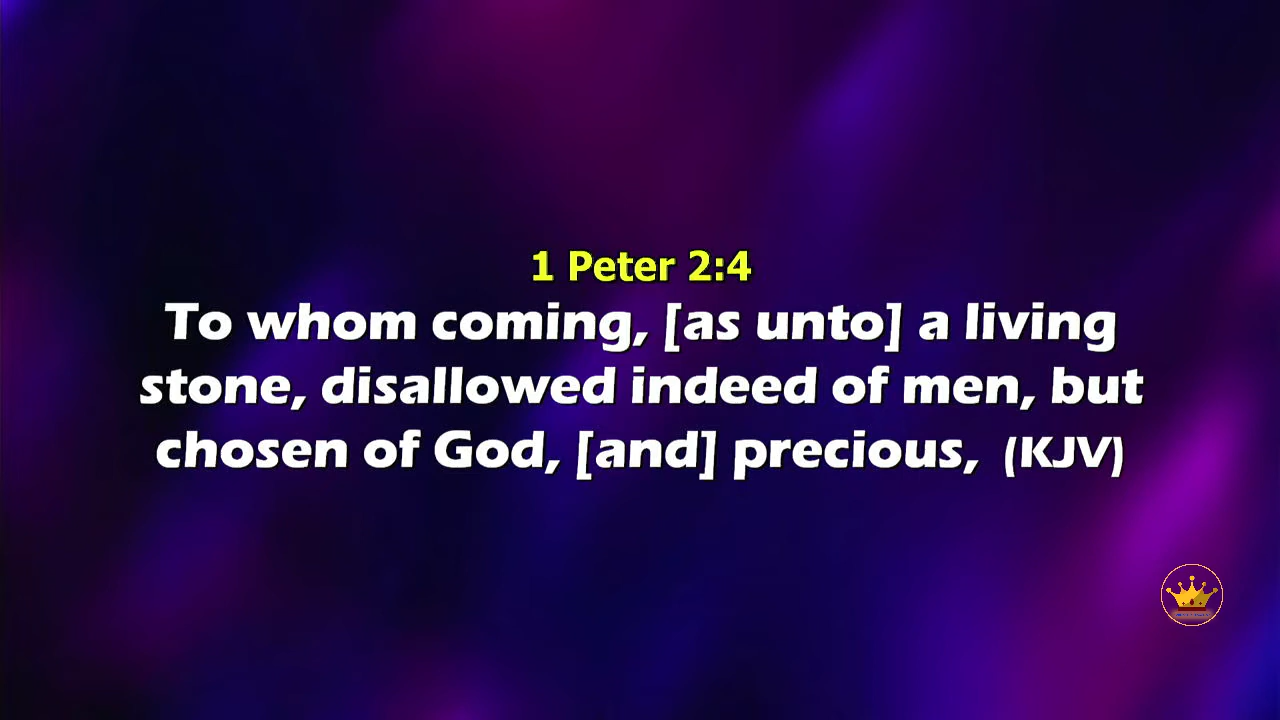 1 Peter 2:4
To whom coming, [as unto] a living
stone, disallowed indeed of men, but
chosen of God, [and] precious, (KJV)